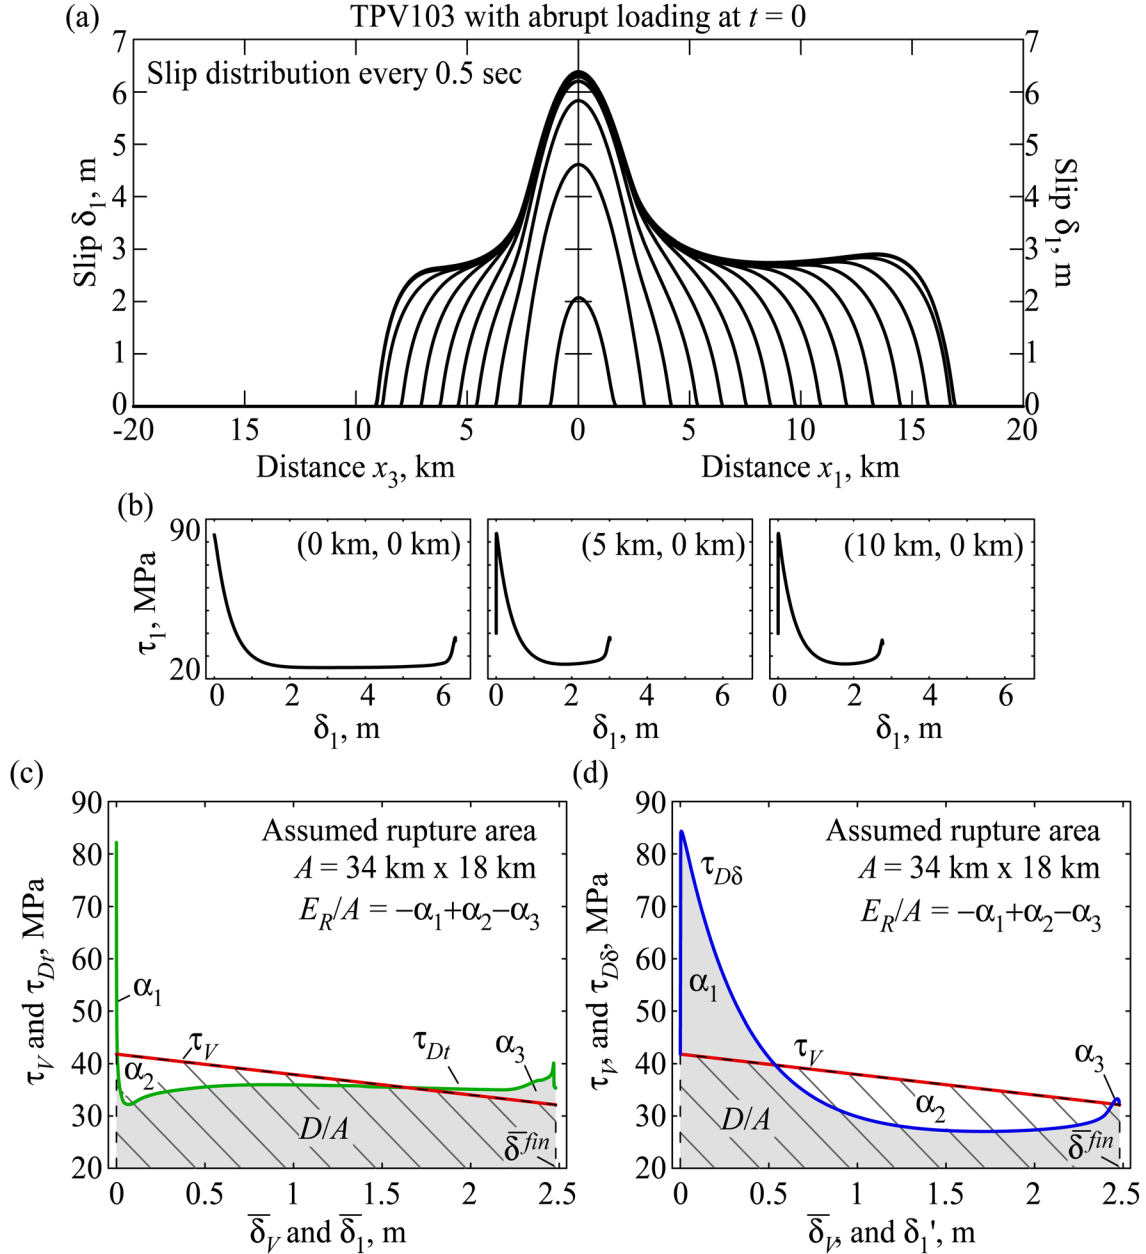 (a)
TPV103 with abrupt loading at t = 0
Slip distribution every 0.5 sec
7
6
5
4
3
2
1
0
Slip δ1, m
7
6
5
4
3
2
1
0
Slip δ1, m
-20 15 10 5 0 5 10 15 20
Distance x3, km
Distance x1, km
(b)
90
20
τ1, MPa
(0 km, 0 km)
0 2 4 6
δ1, m
(5 km, 0 km)
0 2 4 6
δ1, m
(10 km, 0 km)
0 2 4 6
δ1, m
(c)
90
80
70
60
50
40
30
20
τV and τDt, MPa
Assumed rupture area
A = 34 km x 18 km
ER/A = −α1+α2−α3
α1
τV
α2
τDt
α3
D/A
δ̅fin
0 0.5 1 1.5 2 2.5
δ̅V and δ̅1, m
(d)
90
80
70
60
50
40
30
20
τV, and τDδ, MPa
Assumed rupture area
A = 34 km x 18 km
ER/A = −α1+α2−α3
τDδ
α1
τV
α2
α3
D/A
δ̅fin
0 0.5 1 1.5 2 2.5
δ̅V, and δ1', m